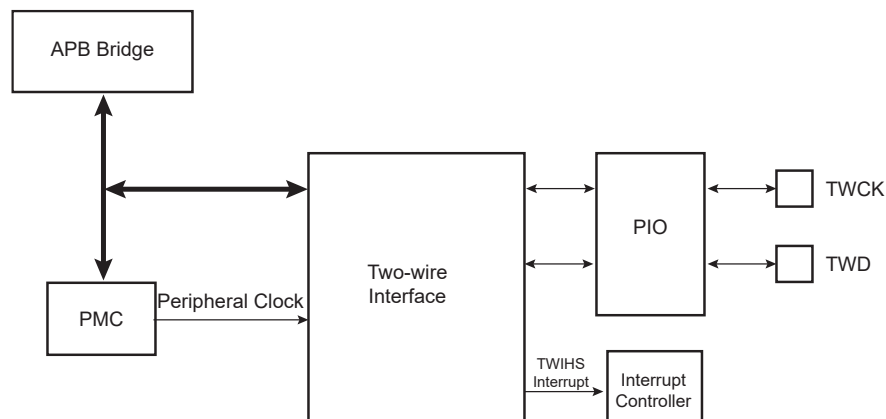 APB Bridge
TWCK
PIO
Two-wire
Interface
TWD
Peripheral Clock
PMC
TWIHS
Interrupt
Interrupt
Controller